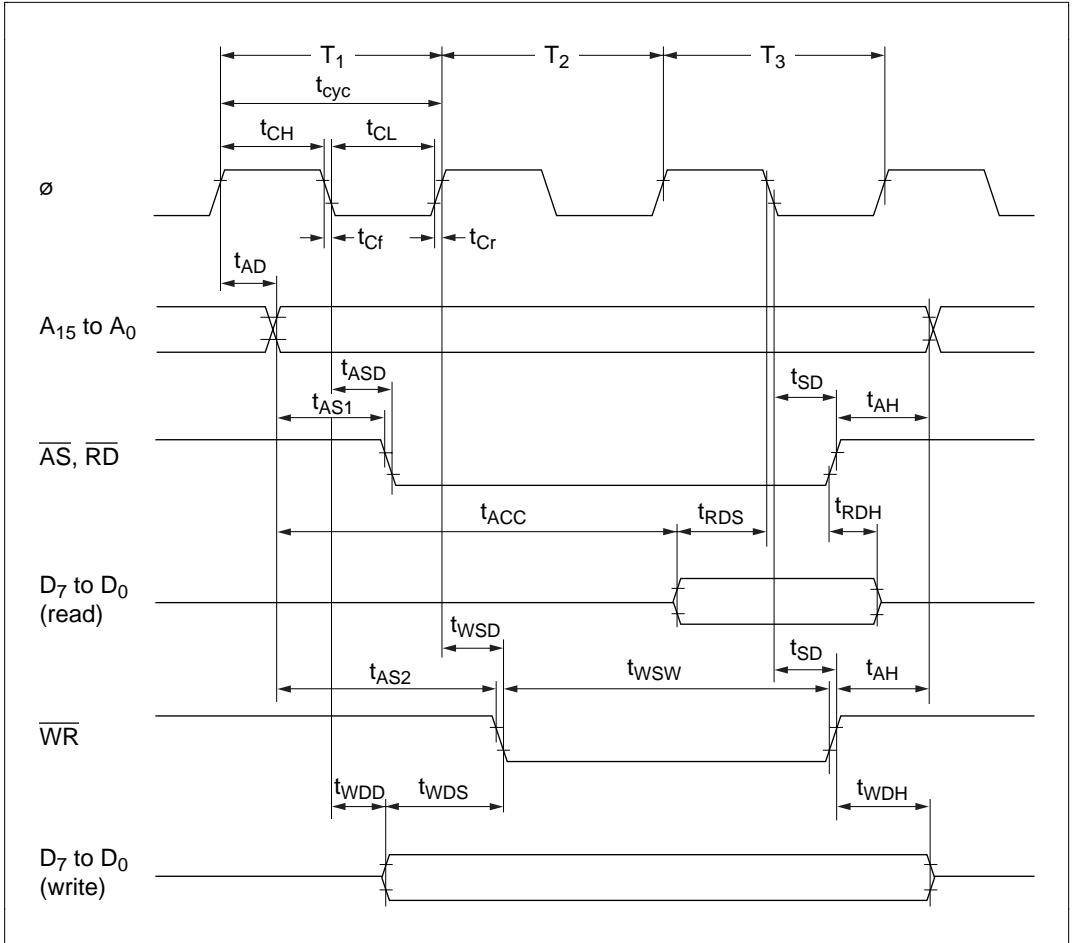 T₁ T₂ T₃
tcyc
tCH tCL
ø
tCf tCr
tAD
A₁₅ to A₀
tASD tSD
tAS1 tAH
AS, RD
tACC tRDS tRDH
D₇ to D₀
(read)
tWSD tSD
tAS2 tWSW tAH
WR
tWDD tWDS tWDH
D₇ to D₀
(write)